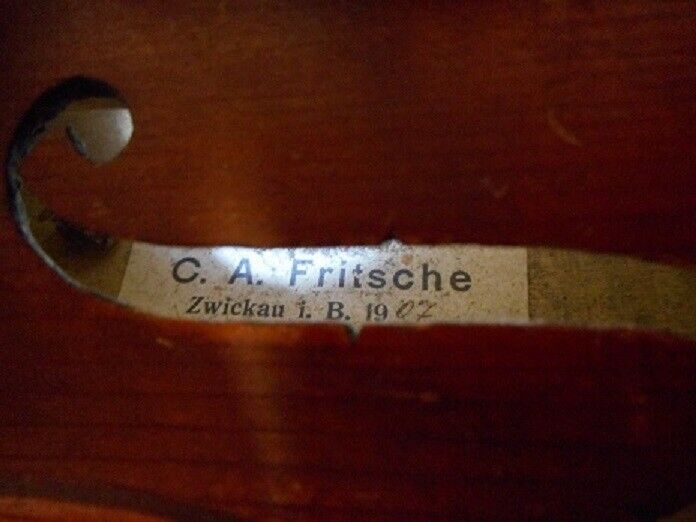 C. A. Fritsche
Zwickau i. B. 1907